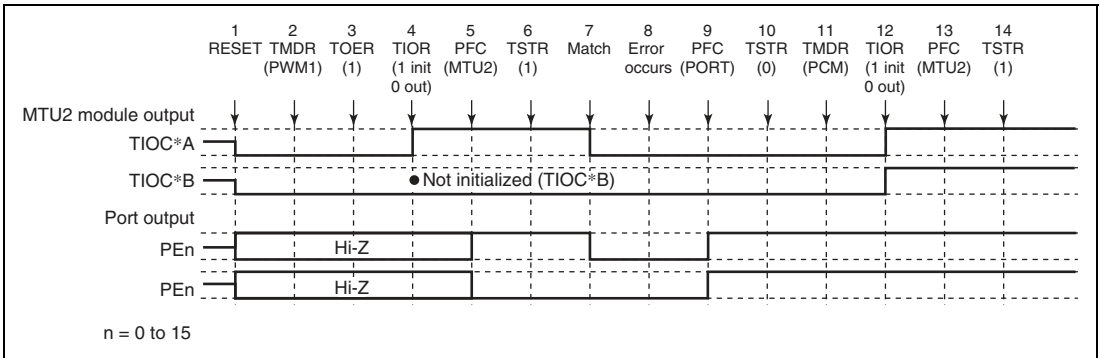 1 2 3 4 5 6 7 8 9 10 11 12 13 14
RESET TMDR TOER TIOR PFC TSTR Match Error PFC TSTR TMDR TIOR PFC TSTR
(PWM1) (1) (1 init (MTU2) (1) occurs (PORT) (0) (PCM) (1 init (MTU2) (1)
0 out) 0 out)
MTU2 module output
TIOC*A
TIOC*B ●Not initialized (TIOC*B)
Port output
PEn Hi-Z
PEn Hi-Z
n = 0 to 15